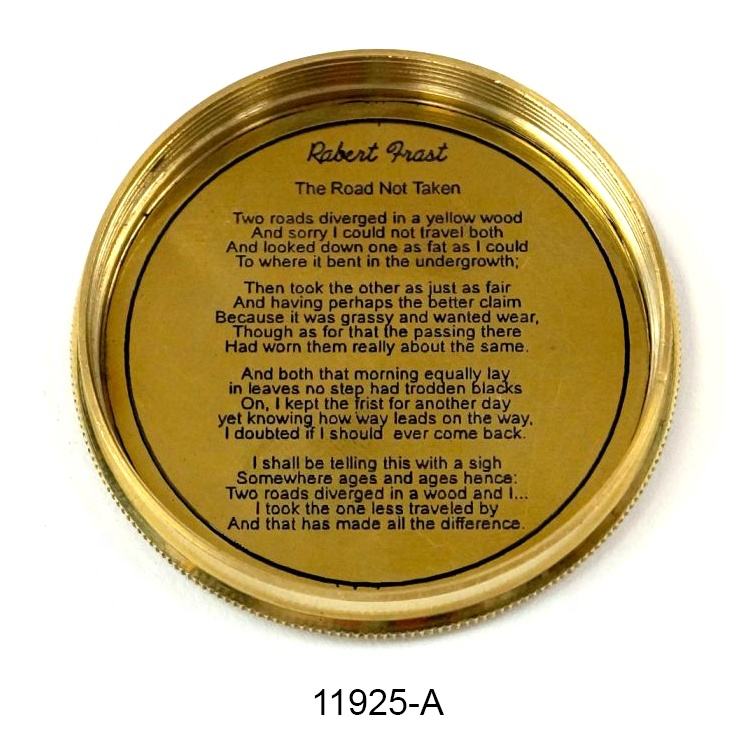 Rabert Frast
The Road Not Taken
Two roads diverged in a yellow wood
And sorry I could not travel both
And looked down one as fat as I could
To where it bent in the undergrowth;
Then took the other as just as fair
And having perhaps the better claim
Because it was grassy and wanted wear,
Though as for that the passing there
Had worn them really about the same.
And both that morning equally lay
in leaves no step had trodden blacks
On, I kept the frist for another day
yet knowing how way leads on the way,
I doubted if I should ever come back.
I shall be telling this with a sigh
Somewhere ages and ages hence:
Two roads diverged in a wood and I...
I took the one less traveled by
And that has made all the difference.
11925-A